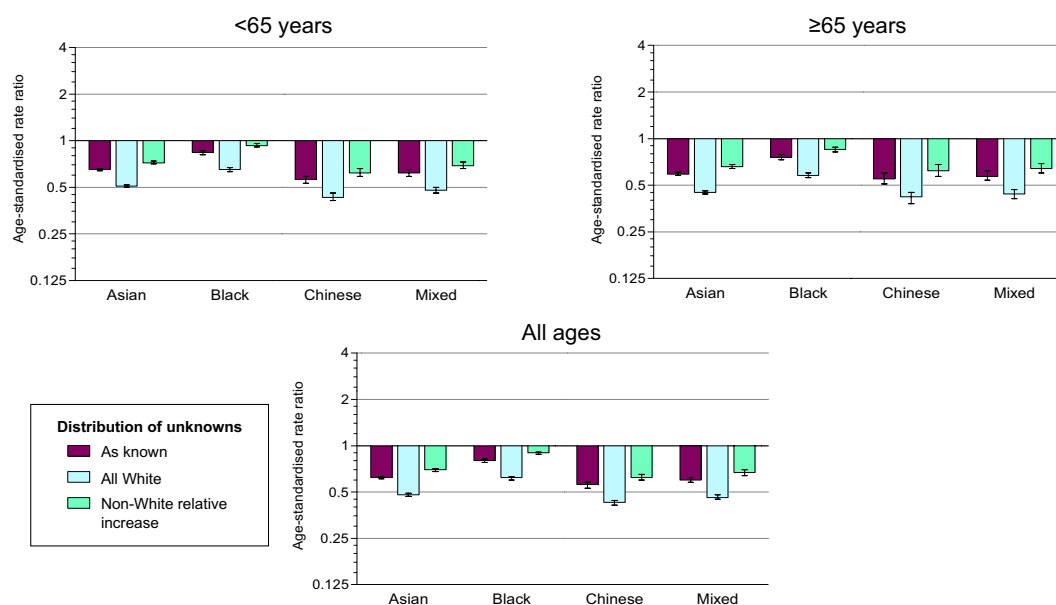 <65 years
4
2
1
0.5
0.25
0.125
Age-standardised rate ratio
Asian Black Chinese Mixed
≥65 years
4
2
1
0.5
0.25
0.125
Age-standardised rate ratio
Asian Black Chinese Mixed
All ages
4
2
1
0.5
0.25
0.125
Age-standardised rate ratio
Asian Black Chinese Mixed
Distribution of unknowns
As known
All White
Non-White relative
increase